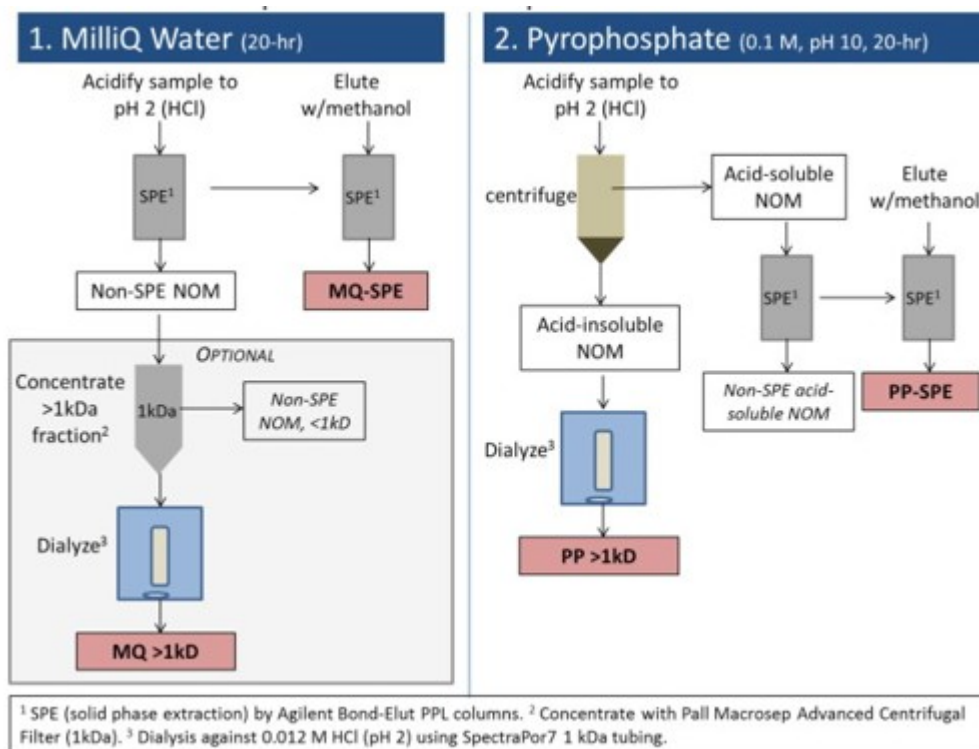 1. MilliQ Water (20-hr)
Acidify sample to
pH 2 (HCl)
Elute
w/methanol
SPE¹
SPE¹
Non-SPE NOM
MQ-SPE
OPTIONAL
Concentrate
>1kDa
fraction²
1kDa
Non-SPE
NOM, <1kD
Dialyze³
MQ >1kD
2. Pyrophosphate (0.1 M, pH 10, 20-hr)
Acidify sample to
pH 2 (HCl)
centrifuge
Acid-soluble
NOM
Elute
w/methanol
SPE¹
SPE¹
Acid-insoluble
NOM
Non-SPE acid-
soluble NOM
PP-SPE
Dialyze³
PP >1kD
¹ SPE (solid phase extraction) by Agilent Bond-Elut PPL columns. ² Concentrate with Pall Macrosep Advanced Centrifugal
Filter (1kDa). ³ Dialysis against 0.012 M HCl (pH 2) using SpectraPor7 1 kDa tubing.